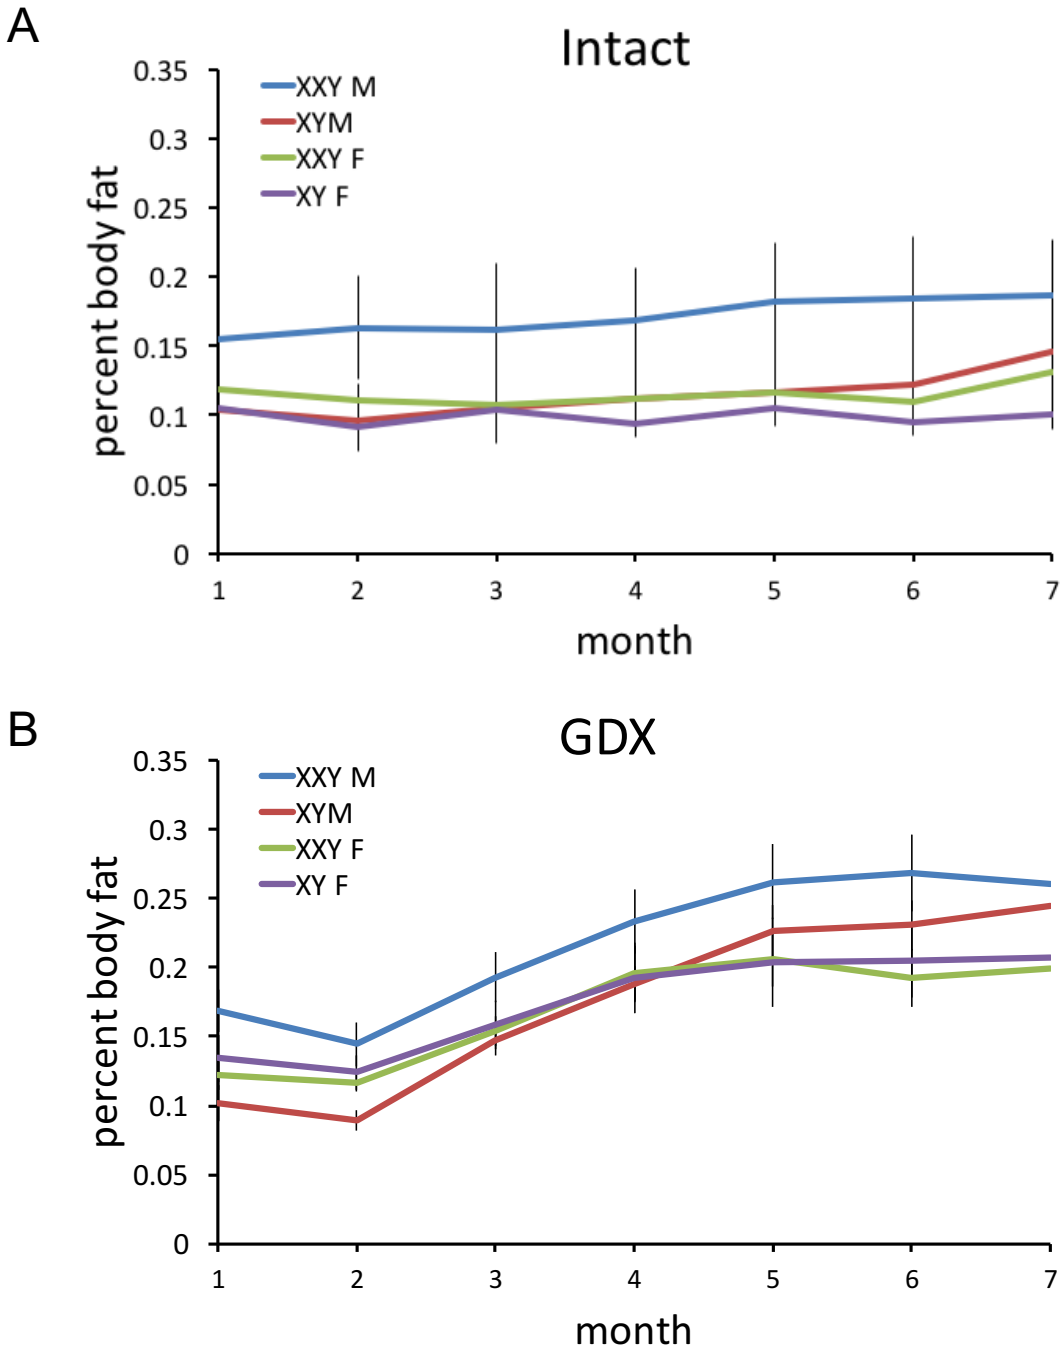 A
Intact
0.35
0.3
0.25
0.2
0.15
0.1
0.05
0
percent body fat
XXY M
XYM
XXY F
XY F
1 2 3 4 5 6 7
month
B
GDX
0.35
0.3
0.25
0.2
0.15
0.1
0.05
0
percent body fat
XXY M
XYM
XXY F
XY F
1 2 3 4 5 6 7
month